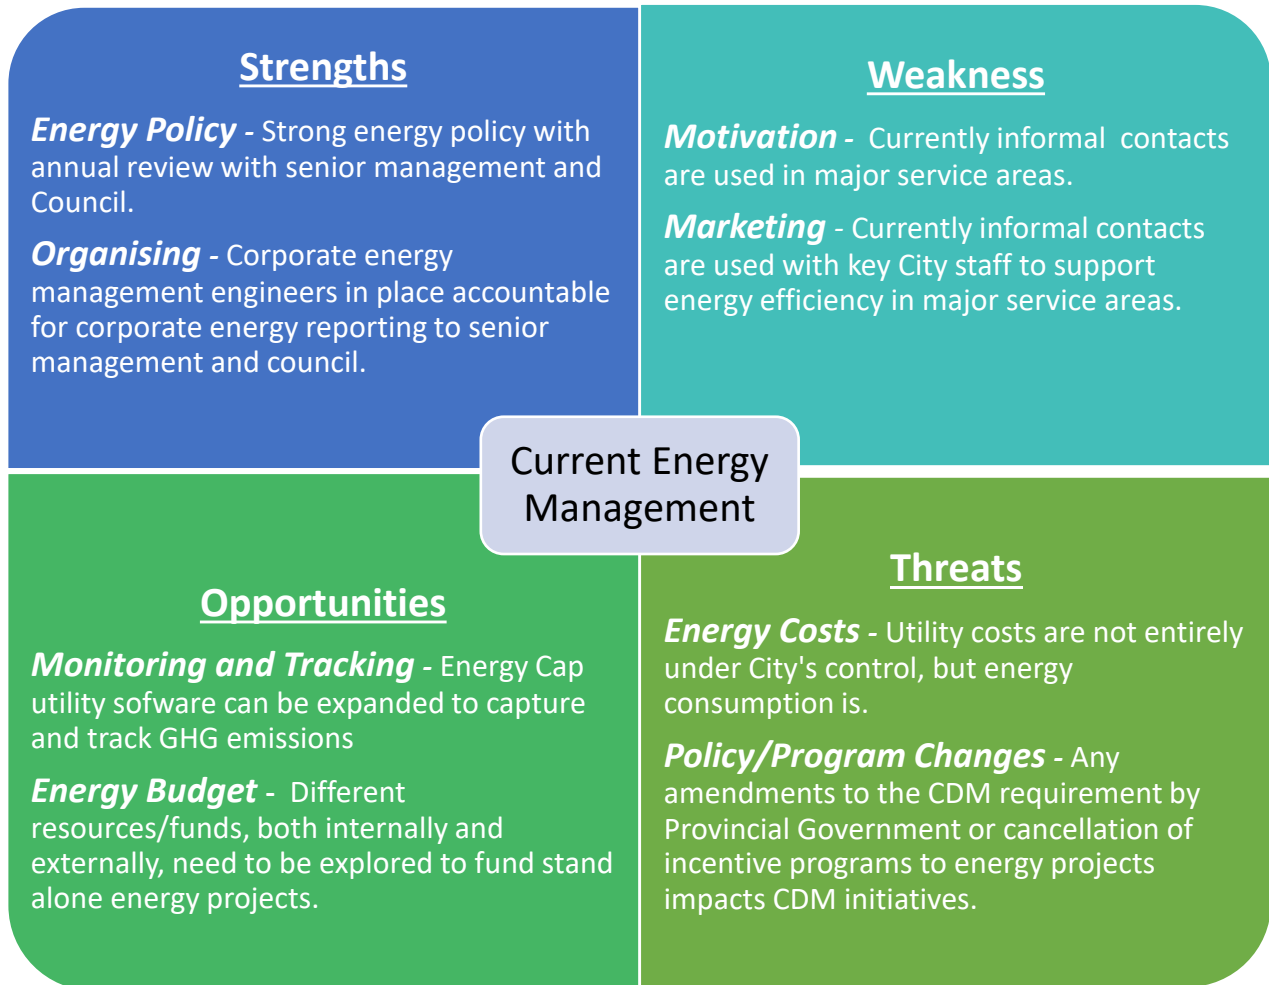 Strengths
Energy Policy - Strong energy policy with
annual review with senior management and
Council.
Organising - Corporate energy
management engineers in place accountable
for corporate energy reporting to senior
management and council.
Weakness
Motivation -  Currently informal  contacts
are used in major service areas.
Marketing - Currently informal contacts
are used with key City staff to support
energy efficiency in major service areas.
Current Energy
Management
Opportunities
Monitoring and Tracking - Energy Cap
utility sofware can be expanded to capture
and track GHG emissions
Energy Budget -  Different
resources/funds, both internally and
externally, need to be explored to fund stand
alone energy projects.
Threats
Energy Costs - Utility costs are not entirely
under City's control, but energy
consumption is.
Policy/Program Changes - Any
amendments to the CDM requirement by
Provincial Government or cancellation of
incentive programs to energy projects
impacts CDM initiatives.